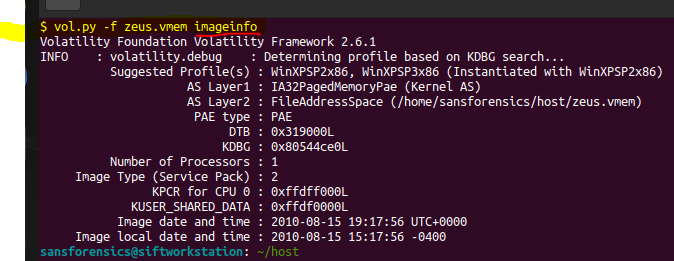 $ vol.py -f zeus.vmem imageinfo
Volatility Foundation Volatility Framework 2.6.1
INFO    : volatility.debug    : Determining profile based on KDBG search...
Suggested Profile(s) : WinXPSP2x86, WinXPSP3x86 (Instantiated with WinXPSP2x86)
AS Layer1 : IA32PagedMemoryPae (Kernel AS)
AS Layer2 : FileAddressSpace (/home/sansforensics/host/zeus.vmem)
PAE type : PAE
DTB : 0x319000L
KDBG : 0x80544ce0L
Number of Processors : 1
Image Type (Service Pack) : 2
KPCR for CPU 0 : 0xffdff000L
KUSER_SHARED_DATA : 0xffdf0000L
Image date and time : 2010-08-15 19:17:56 UTC+0000
Image local date and time : 2010-08-15 15:17:56 -0400
sansforensics@siftworkstation: ~/host